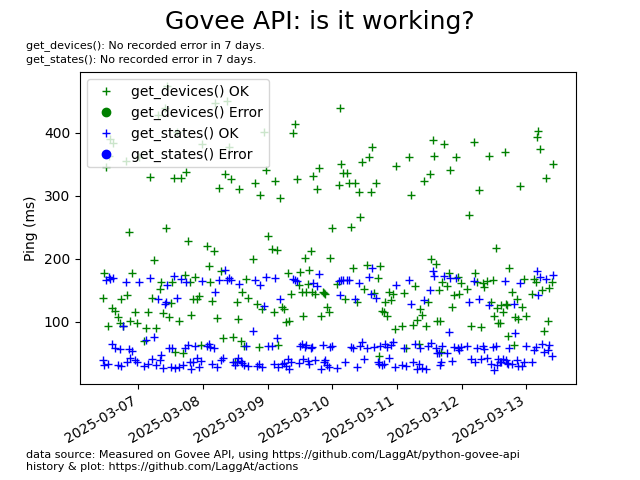 Govee API: is it working?
get_devices(): No recorded error in 7 days.
get_states(): No recorded error in 7 days.
get_devices() OK
get_devices() Error
get_states() OK
get_states() Error
Ping (ms)
400
300
200
100
2025-03-07
2025-03-08
2025-03-09
2025-03-10
2025-03-11
2025-03-12
2025-03-13
data source: Measured on Govee API, using https://github.com/LaggAt/python-govee-api
history & plot: https://github.com/LaggAt/actions